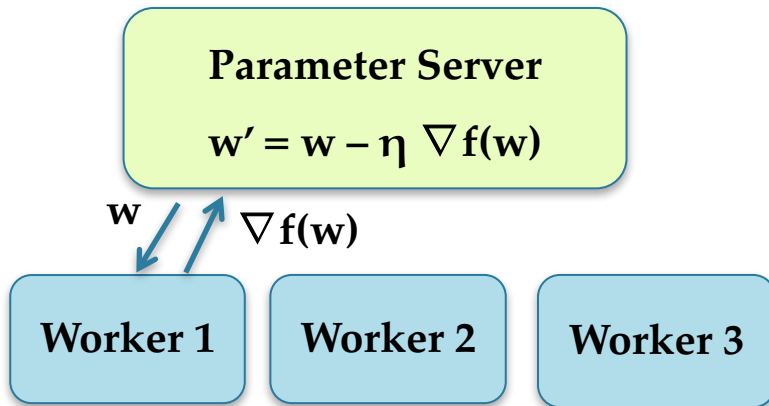 Parameter Server
w′ = w – η ∇f(w)
w
∇f(w)
Worker 1
Worker 2
Worker 3